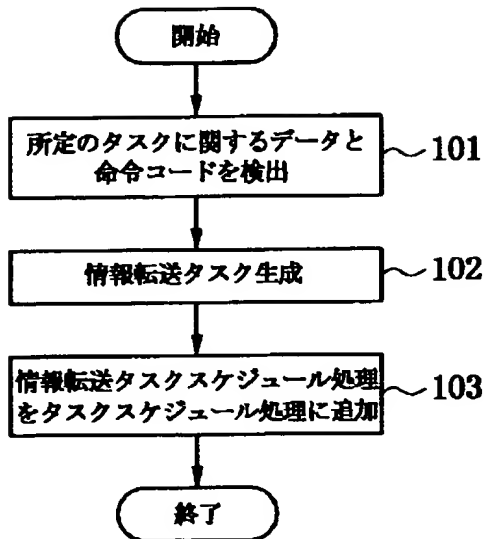 開始
所定のタスクに関するデータと
命令コードを検出
101
情報転送タスク生成
102
情報転送タスクスケジュール処理
をタスクスケジュール処理に追加
103
終了